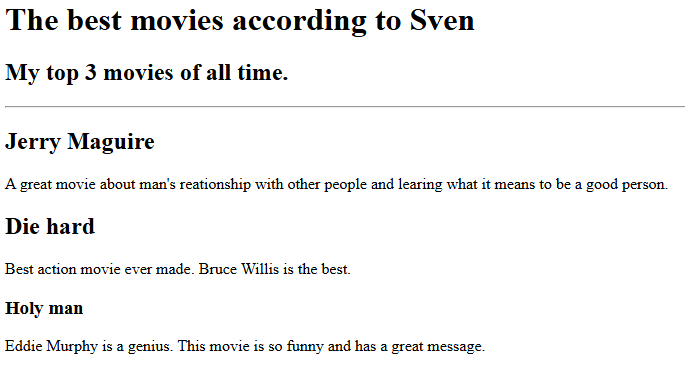 The best movies according to Sven
My top 3 movies of all time.
Jerry Maguire
A great movie about man's reationship with other people and learing what it means to be a good person.
Die hard
Best action movie ever made. Bruce Willis is the best.
Holy man
Eddie Murphy is a genius. This movie is so funny and has a great message.